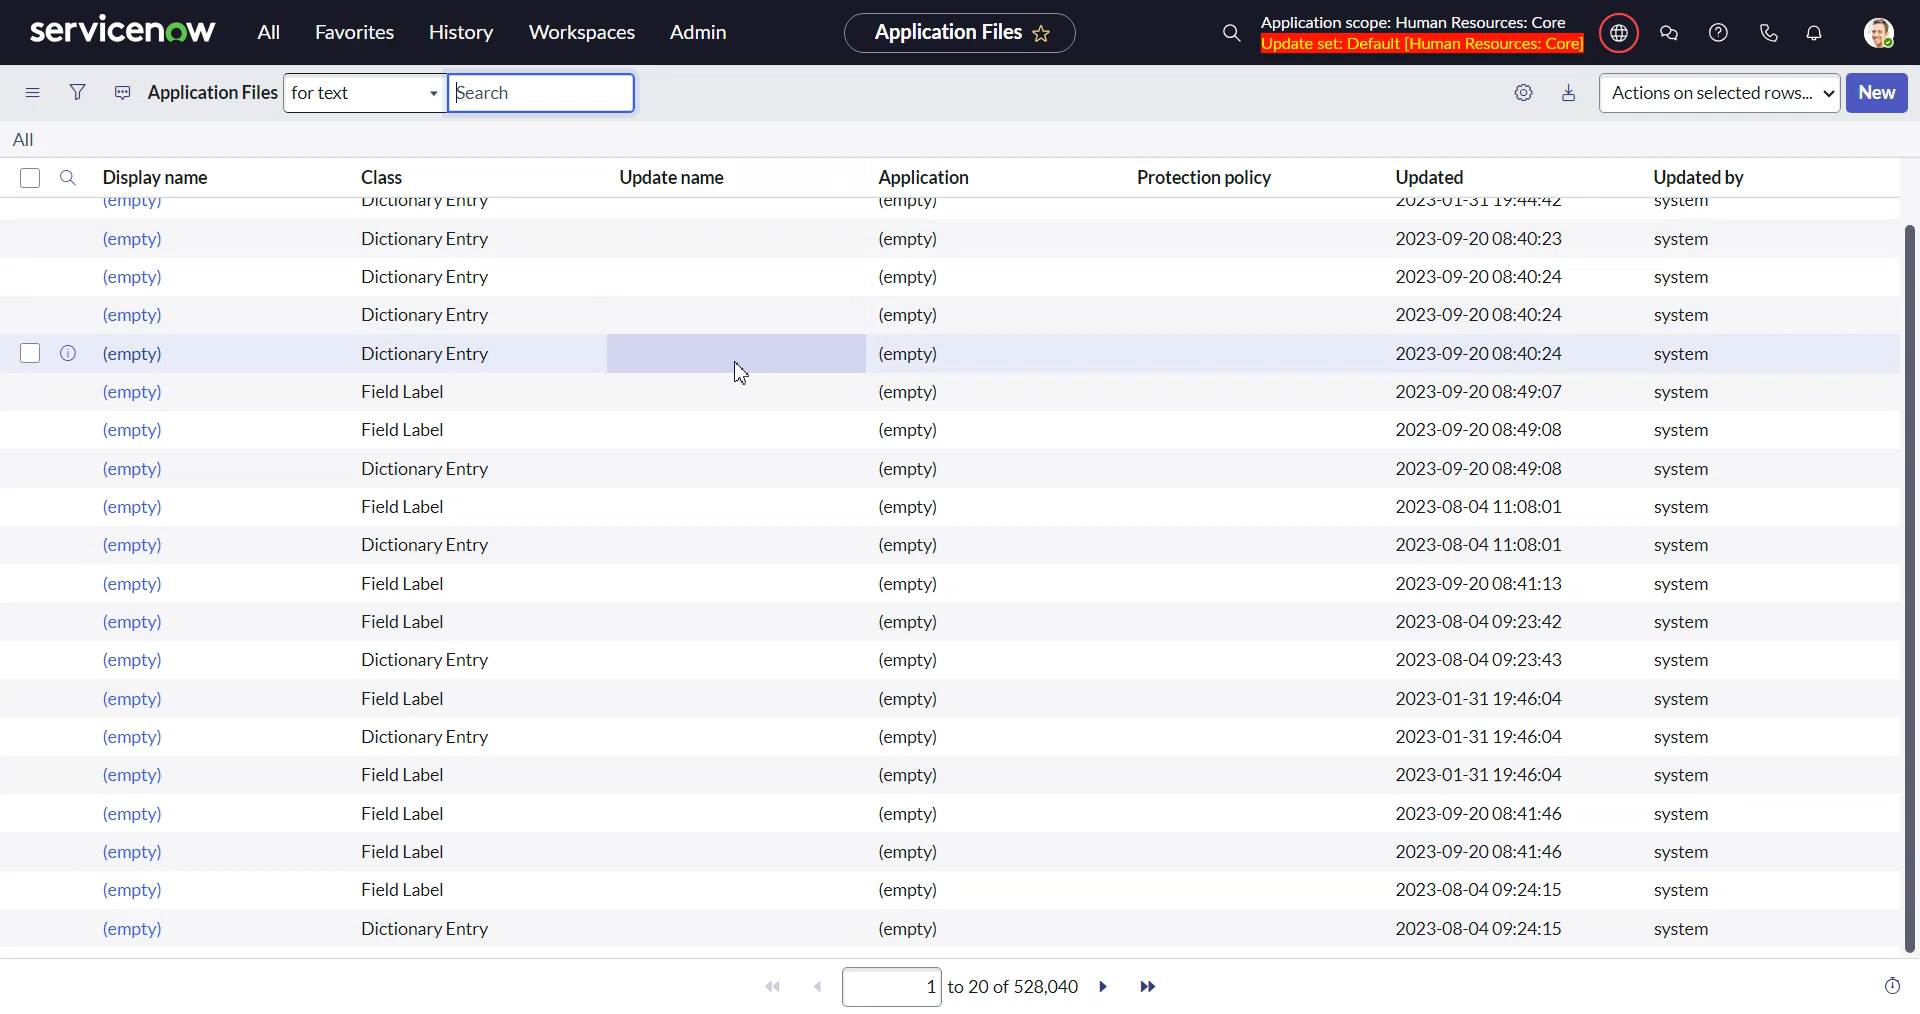 servicenow All Favorites History Workspaces Admin Application Files Application scope: Human Resources: Core
Update set: Default [Human Resources: Core]
Application Files for text Search Actions on selected rows... New
All
Display name Class Update name Application Protection policy Updated Updated by
(empty) Dictionary Entry (empty) 2023-01-31 19:44:42 system
(empty) Dictionary Entry (empty) 2023-09-20 08:40:23 system
(empty) Dictionary Entry (empty) 2023-09-20 08:40:24 system
(empty) Dictionary Entry (empty) 2023-09-20 08:40:24 system
(empty) Dictionary Entry (empty) 2023-09-20 08:40:24 system
(empty) Field Label (empty) 2023-09-20 08:49:07 system
(empty) Field Label (empty) 2023-09-20 08:49:08 system
(empty) Dictionary Entry (empty) 2023-09-20 08:49:08 system
(empty) Field Label (empty) 2023-08-04 11:08:01 system
(empty) Dictionary Entry (empty) 2023-08-04 11:08:01 system
(empty) Field Label (empty) 2023-09-20 08:41:13 system
(empty) Field Label (empty) 2023-08-04 09:23:42 system
(empty) Dictionary Entry (empty) 2023-08-04 09:23:43 system
(empty) Field Label (empty) 2023-01-31 19:46:04 system
(empty) Dictionary Entry (empty) 2023-01-31 19:46:04 system
(empty) Field Label (empty) 2023-01-31 19:46:04 system
(empty) Field Label (empty) 2023-09-20 08:41:46 system
(empty) Field Label (empty) 2023-09-20 08:41:46 system
(empty) Field Label (empty) 2023-08-04 09:24:15 system
(empty) Dictionary Entry (empty) 2023-08-04 09:24:15 system
1 to 20 of 528,040